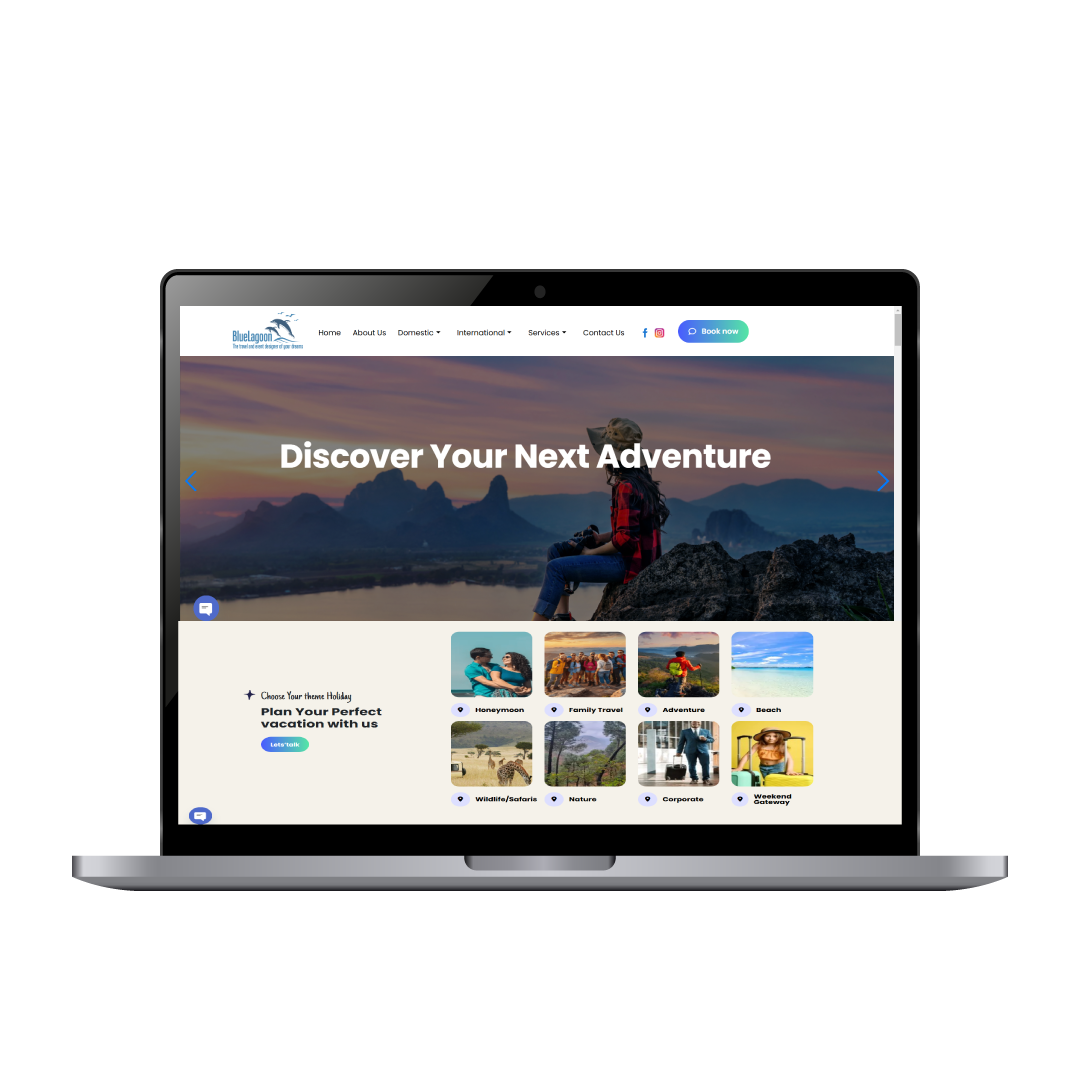 BlueLagoon
The travel and event designer of your dreams
Home About Us Domestic International Services Contact Us Book now
Discover Your Next Adventure
Choose Your theme Holiday
Plan Your Perfect
vacation with us
Lets'talk
Honeymoon Family Travel Adventure Beach
Wildlife/Safaris Nature Corporate Weekend
Gateway